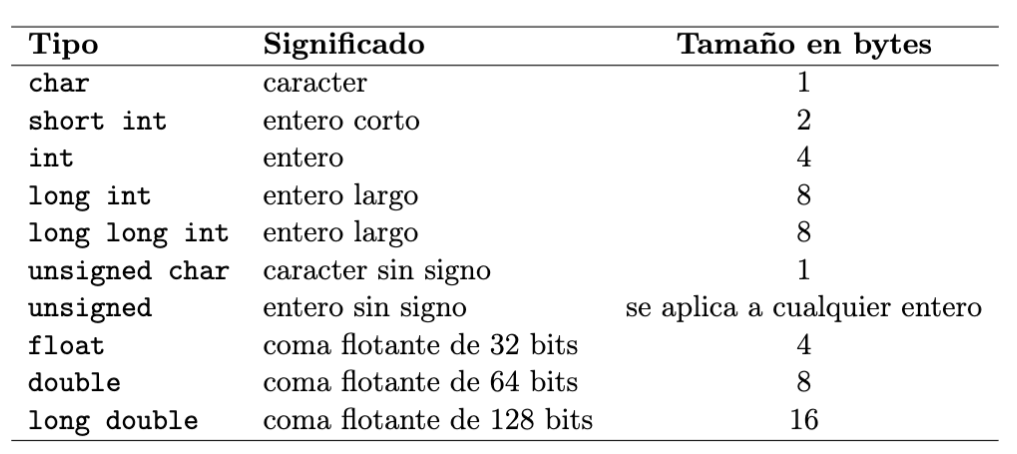 Tipo Significado Tamaño en bytes
char caracter 1
short int entero corto 2
int entero 4
long int entero largo 8
long long int entero largo 8
unsigned char caracter sin signo 1
unsigned entero sin signo se aplica a cualquier entero
float coma flotante de 32 bits 4
double coma flotante de 64 bits 8
long double coma flotante de 128 bits 16